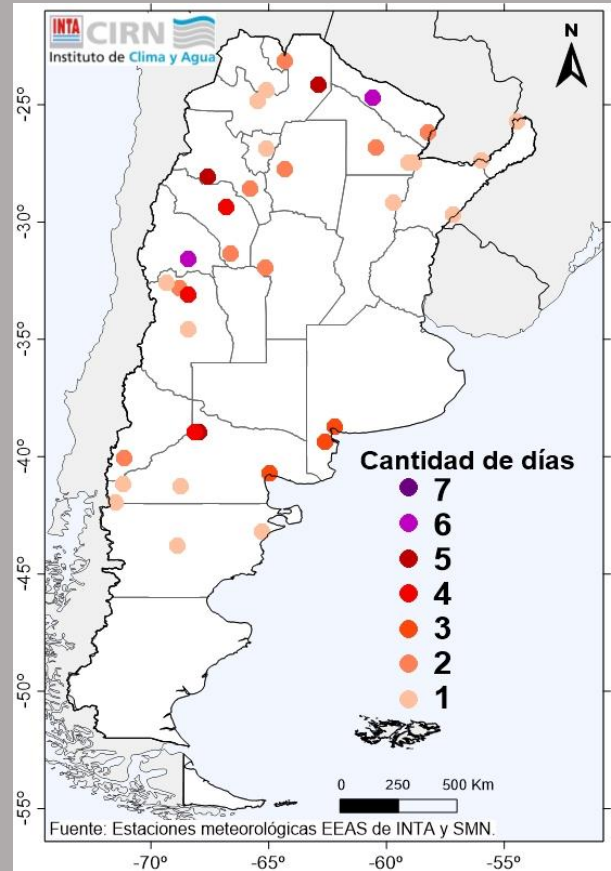 INTA CIRN
Instituto de Clima y Agua
N
-25°
-30°
-35°
-40°
-45°
-50°
-55°
Cantidad de días
7
6
5
4
3
2
1
0 250 500 Km
Fuente: Estaciones meteorológicas EEAS de INTA y SMN.
-70° -65° -60° -55°